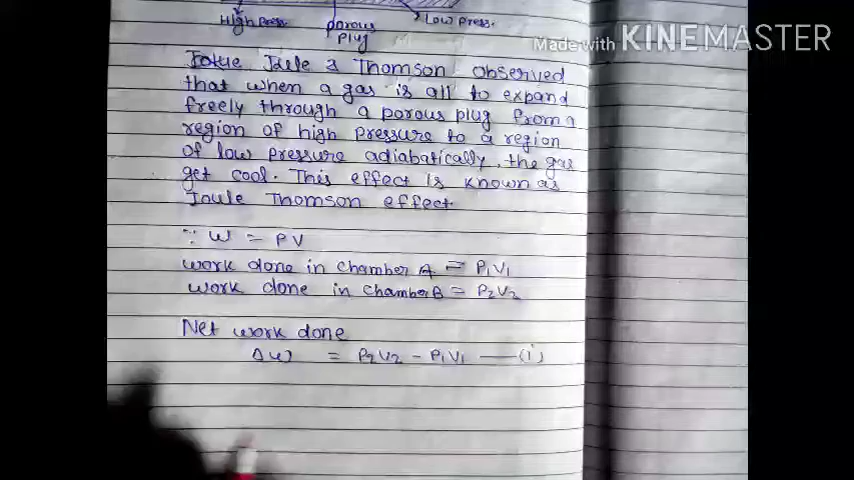 High Press.
porous
Plug
Low Press.
Made with KINEMASTER
Joule & Thomson observed
that when a gas is all to expand
freely through a porous plug from a
region of high pressure to a region
of low pressure adiabatically, the gas
get cool. This effect is known as
Joule Thomson effect.
∵ W = PV
work done in chamber A = P₁V₁
work done in chamber B = P₂V₂
Net work done
ΔW = P₂V₂ - P₁V₁ —(i)